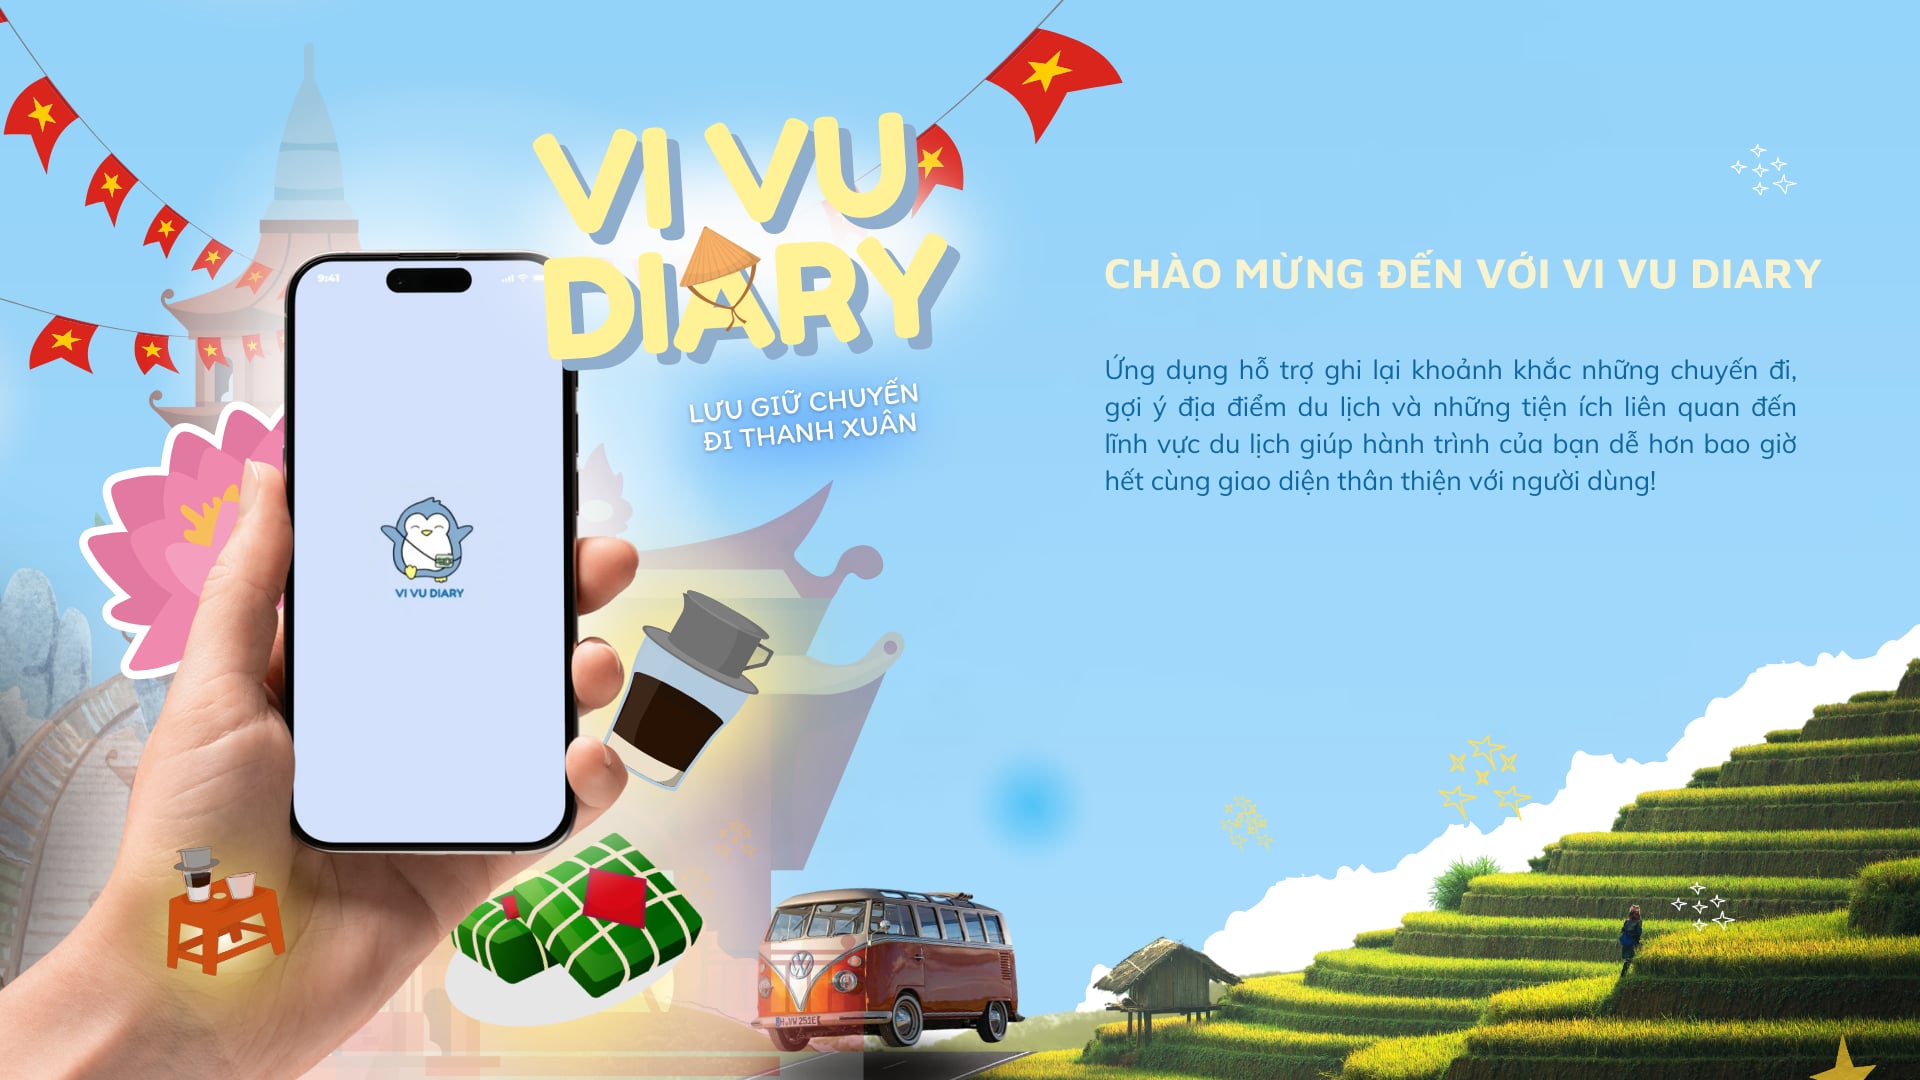 VI VU
DIARY
LƯU GIỮ CHUYẾN
ĐI THANH XUÂN
9:41
VI VU DIARY
CHÀO MỪNG ĐẾN VỚI VI VU DIARY
Ứng dụng hỗ trợ ghi lại khoảnh khắc những chuyến đi,
gợi ý địa điểm du lịch và những tiện ích liên quan đến
lĩnh vực du lịch giúp hành trình của bạn dễ hơn bao giờ
hết cùng giao diện thân thiện với người dùng!